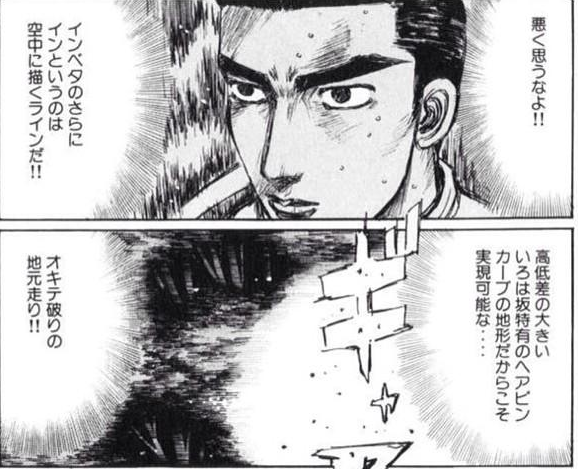 悪く思うなよ!!
インベタのさらに
インというのは
空中に描くラインだ!!
高低差の大きい
いろは坂特有のヘアピン
カーブの地形だからこそ
実現可能な・・・
ギャ
オキテ破りの
地元走り!!